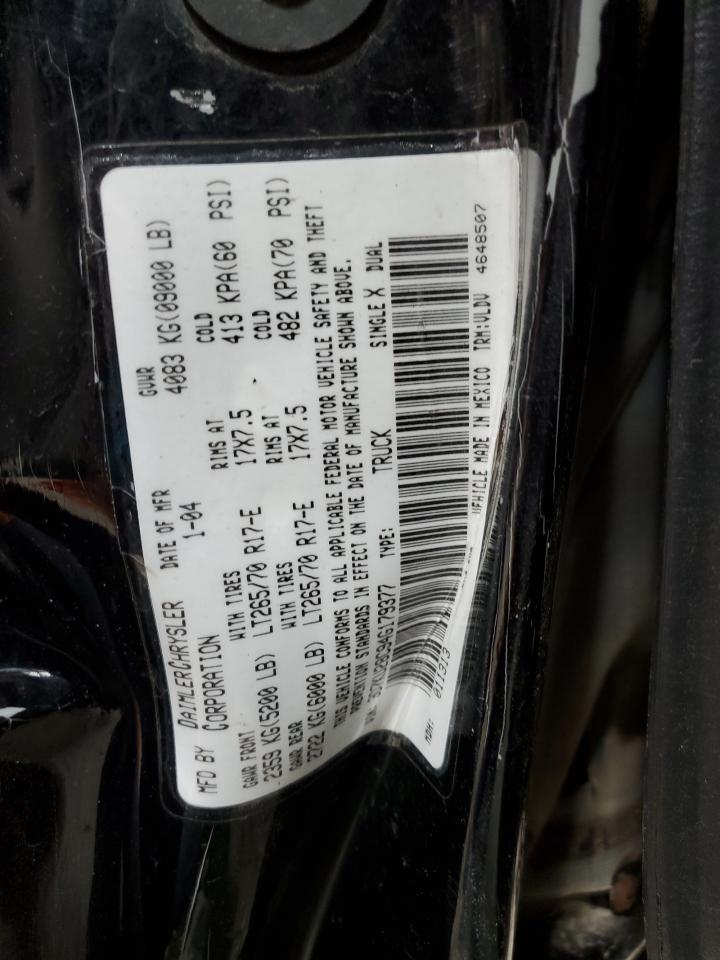 MFD BY DAIMLERCHRYSLER CORPORATION
DATE OF MFR 1-04
GVWR 4083 KG(09000 LB)
GAWR FRONT WITH TIRES RIMS AT COLD
2359 KG(5200 LB) LT265/70 R17-E 17X7.5 413 KPA(60 PSI)
GAWR REAR WITH TIRES RIMS AT COLD
2722 KG(6000 LB) LT265/70 R17-E 17X7.5 482 KPA(70 PSI)
THIS VEHICLE CONFORMS TO ALL APPLICABLE FEDERAL MOTOR VEHICLE SAFETY AND THEFT
PREVENTION STANDARDS IN EFFECT ON THE DATE OF MANUFACTURE SHOWN ABOVE.
VIN: TYPE: TRUCK SINGLE X DUAL
MDH: 011313 VEHICLE MADE IN MEXICO TRM:VLDV 4648507